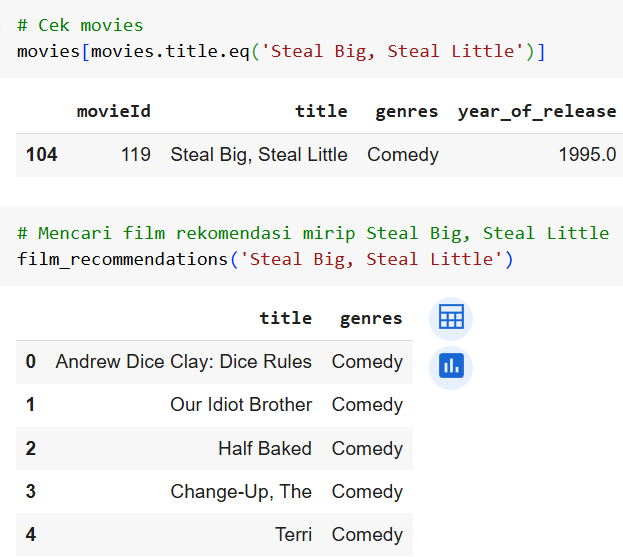 # Cek movies
movies[movies.title.eq('Steal Big, Steal Little')]
movieId title genres year_of_release
104 119 Steal Big, Steal Little Comedy 1995.0
# Mencari film rekomendasi mirip Steal Big, Steal Little
film_recommendations('Steal Big, Steal Little')
title genres
0 Andrew Dice Clay: Dice Rules Comedy
1 Our Idiot Brother Comedy
2 Half Baked Comedy
3 Change-Up, The Comedy
4 Terri Comedy